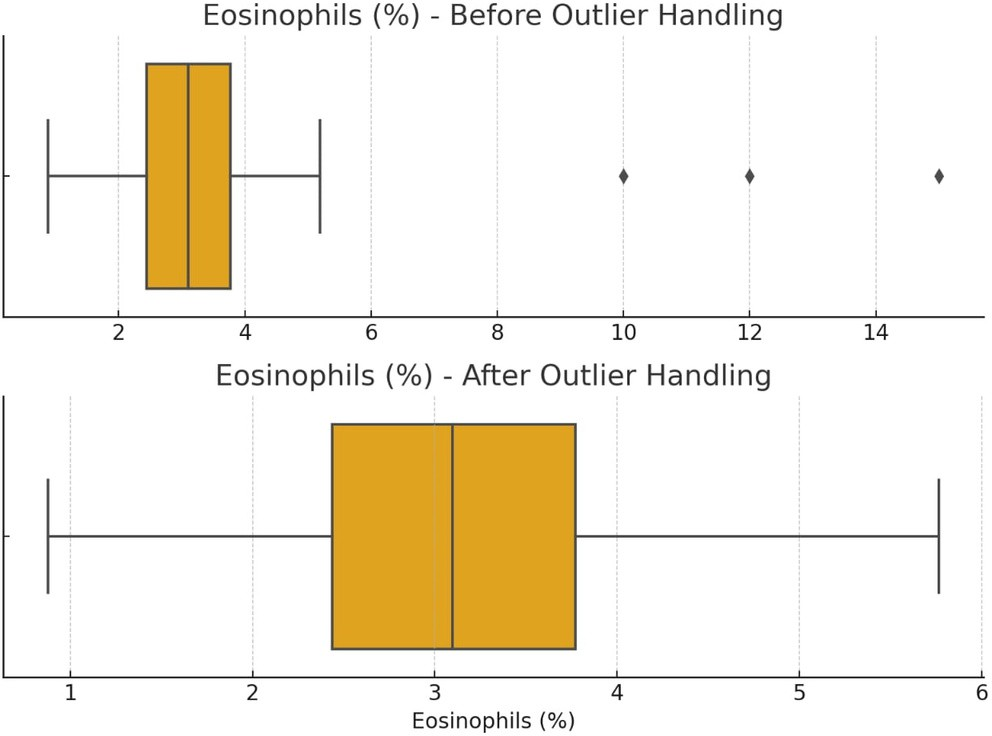 Eosinophils (%) - Before Outlier Handling
2 4 6 8 10 12 14
Eosinophils (%) - After Outlier Handling
1 2 3 4 5 6
Eosinophils (%)